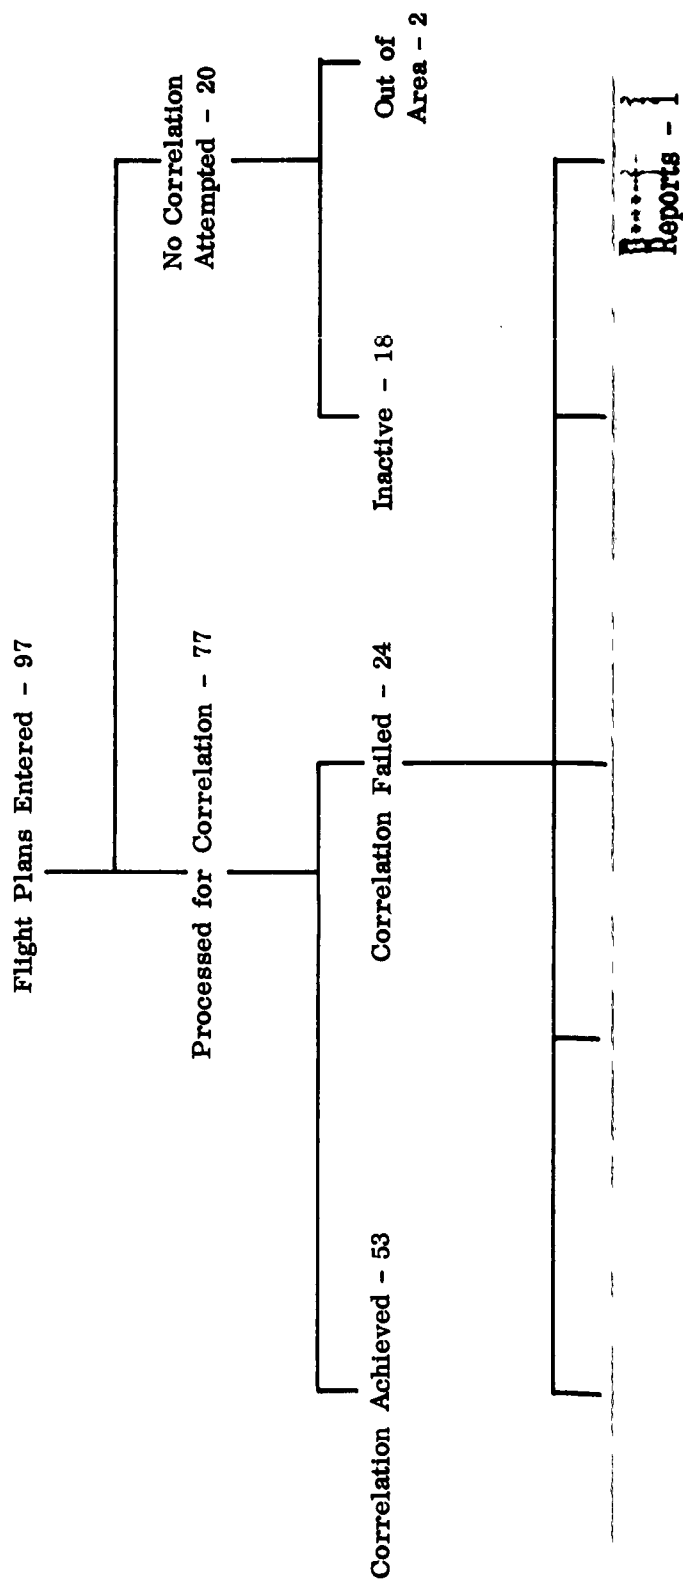 Flight Plans Entered - 97
No Correlation
Attempted - 20
Processed for Correlation - 77
Out of
Area - 2
Inactive - 18
Correlation Failed - 24
Correlation Achieved - 53
Reports - 1